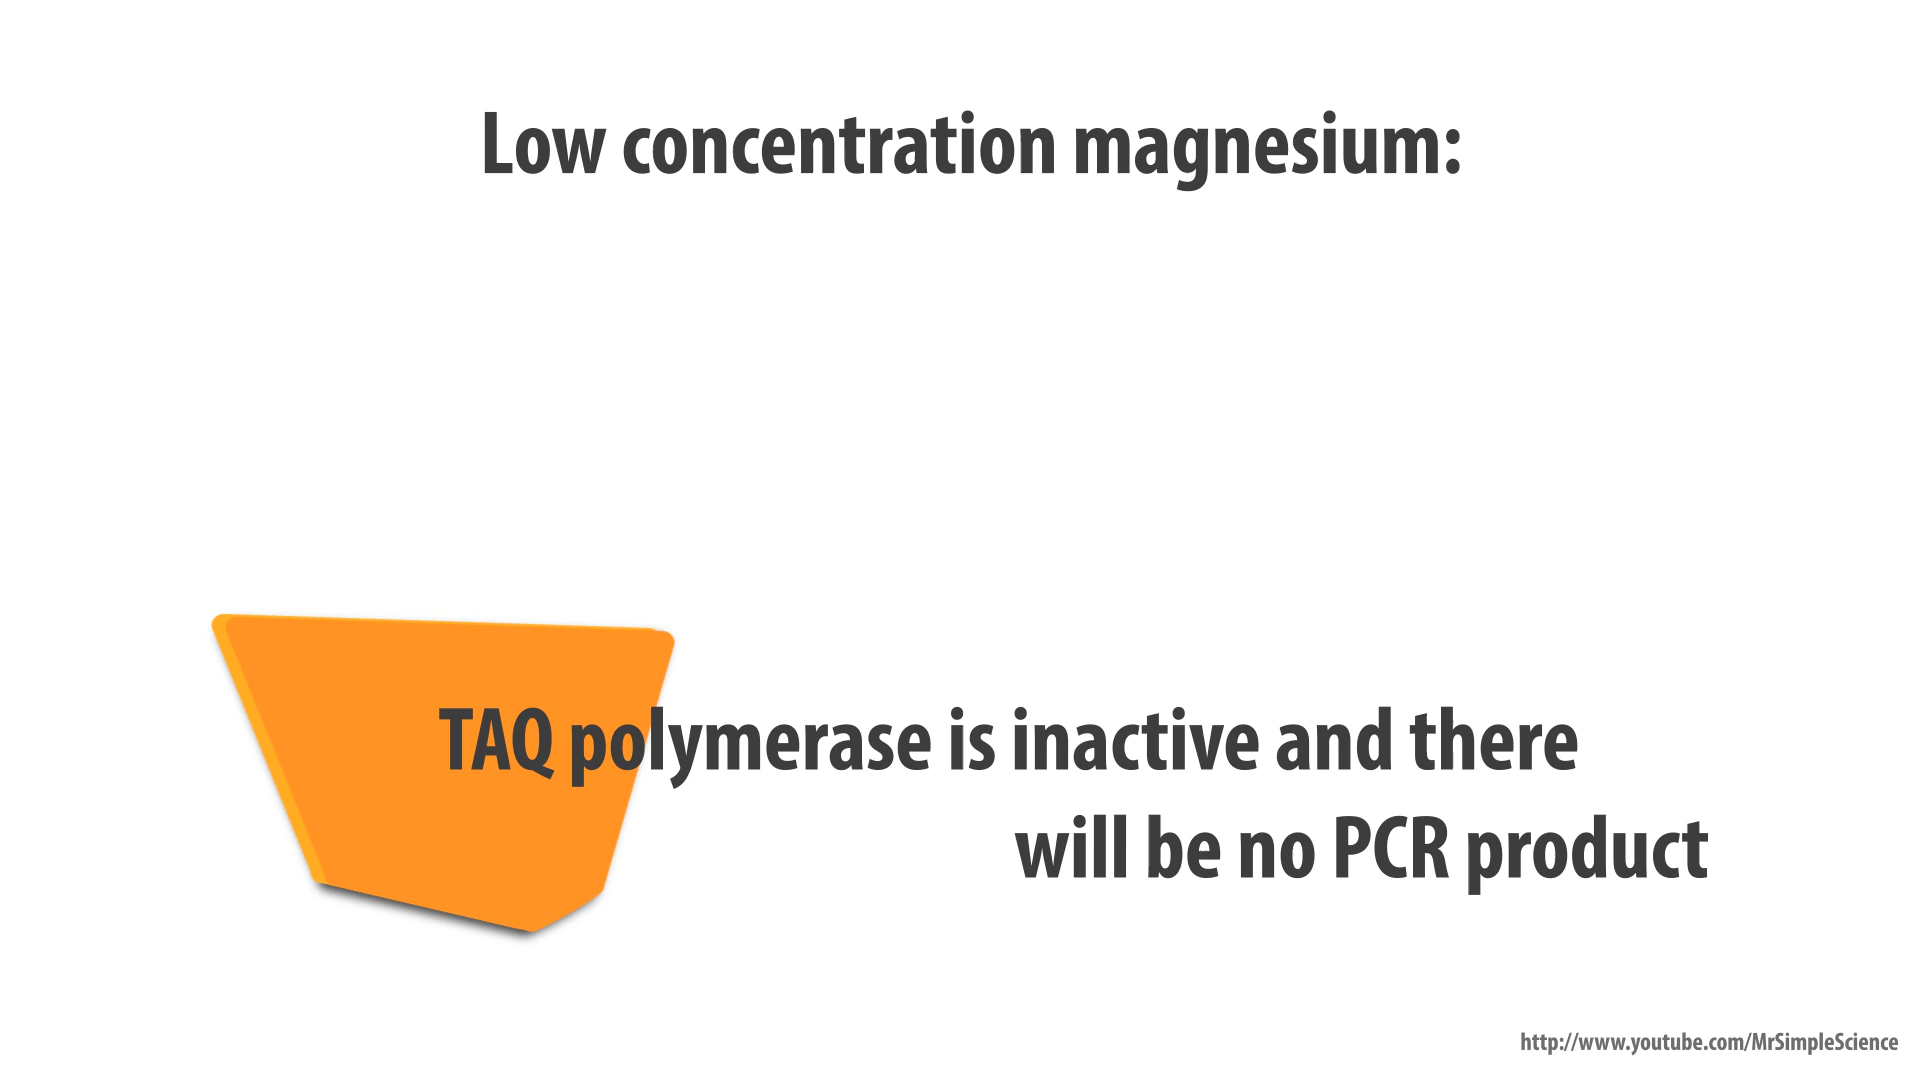 Low concentration magnesium:
TAQ polymerase is inactive and there
will be no PCR product
http://www.youtube.com/MrSimpleScience